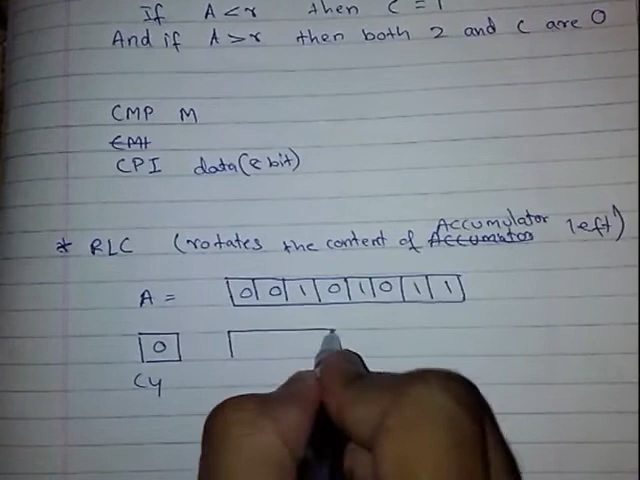 If A < r then C = 1
And if A > r then both 2 and C are 0
CMP M
CMI
CPI data (8 bit)
* RLC (rotates the content of Accumulator left)
A = 0 0 1 0 1 0 1 1
0
CY